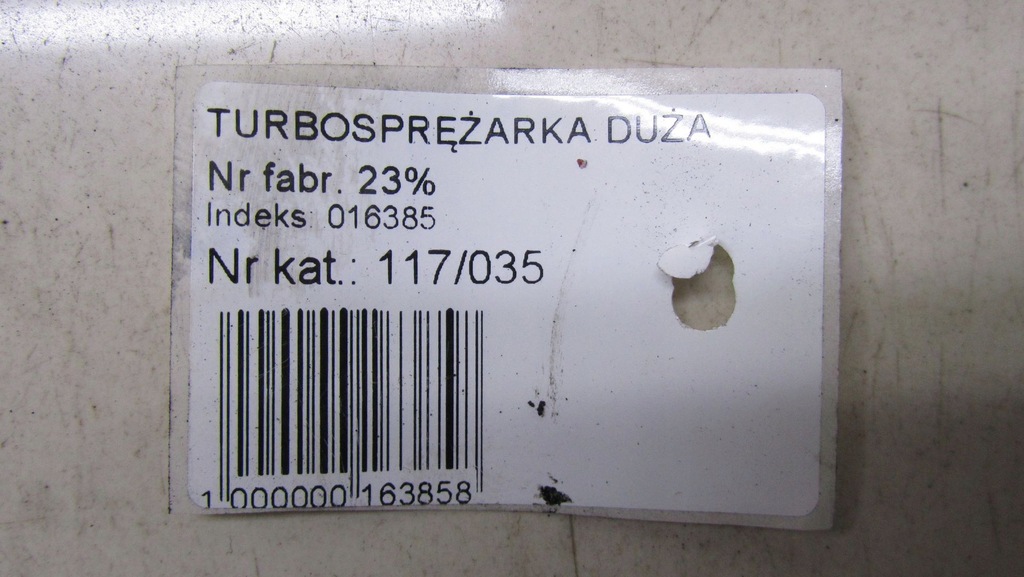 TURBOSPRĘŻARKA DUŻA
Nr fabr. 23%
Indeks: 016385
Nr kat.: 117/035
1 000000 163858